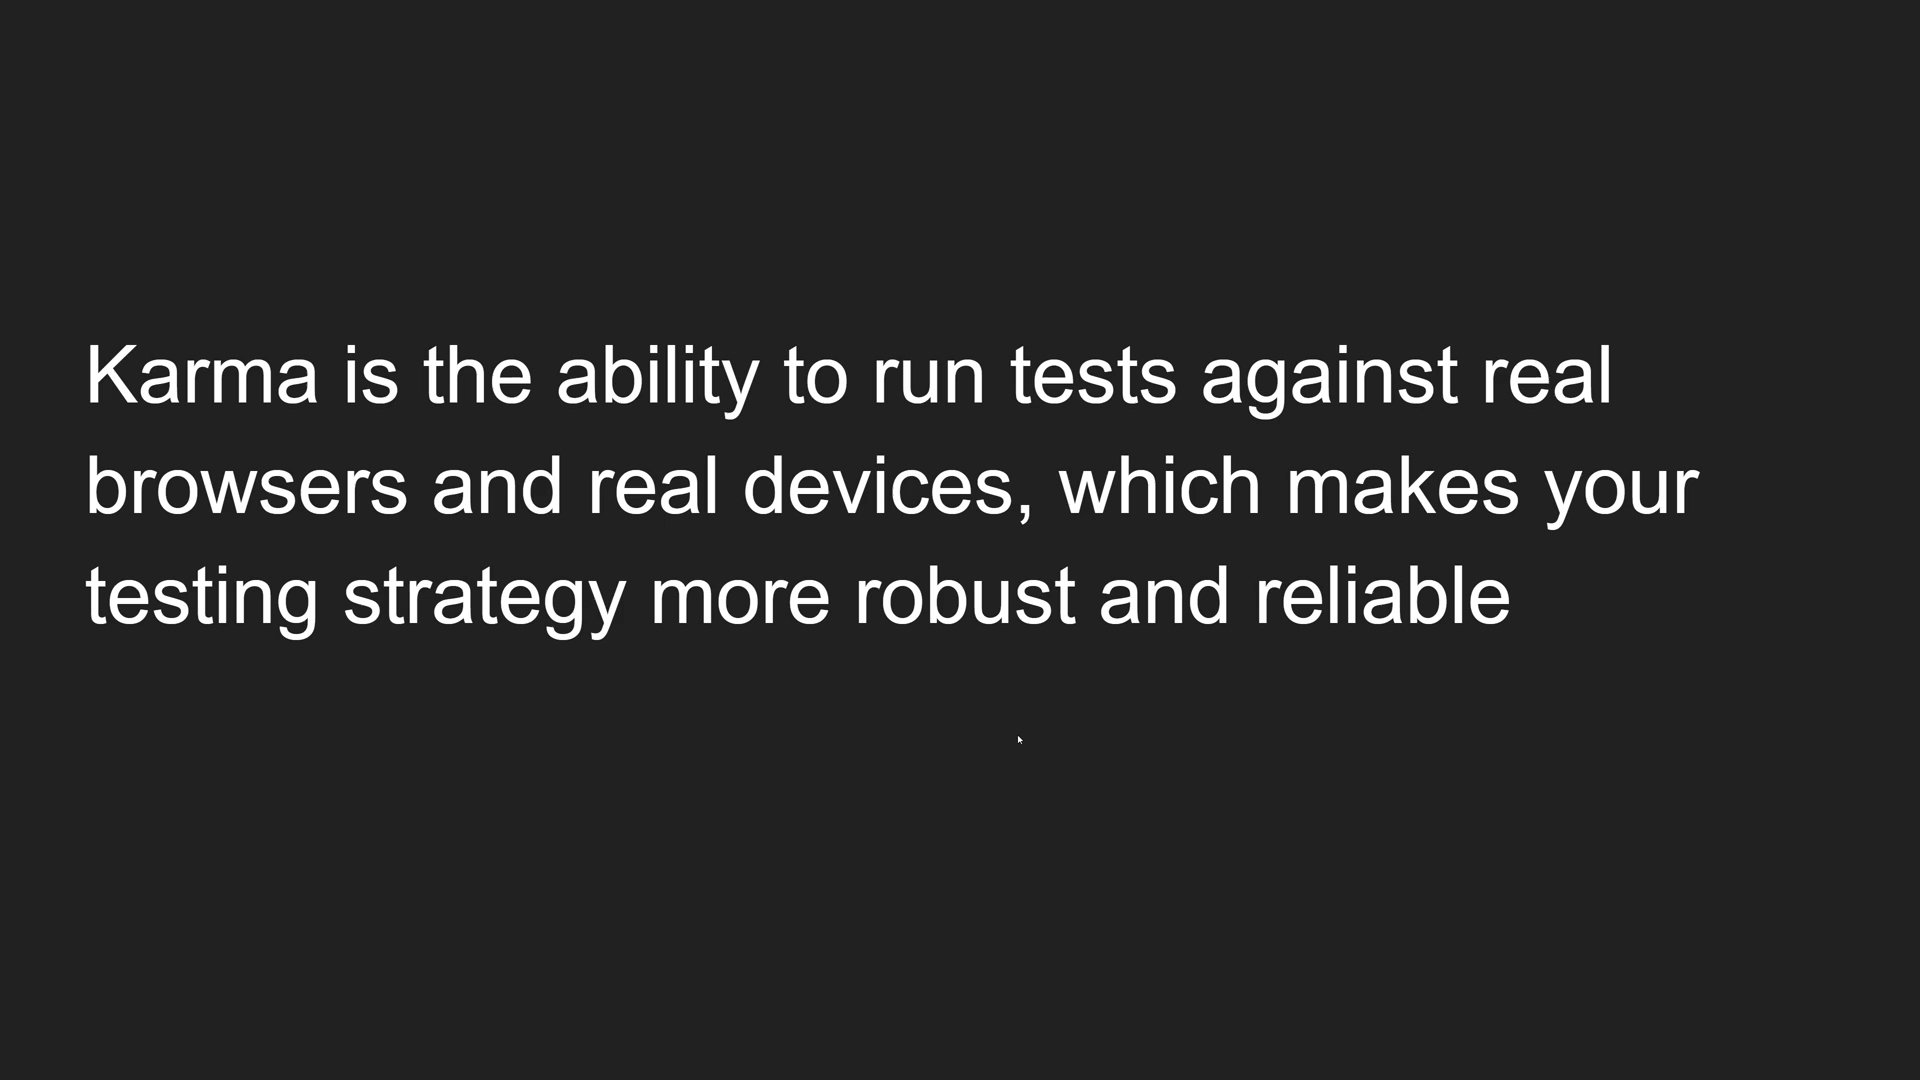 Karma is the ability to run tests against real
browsers and real devices, which makes your
testing strategy more robust and reliable